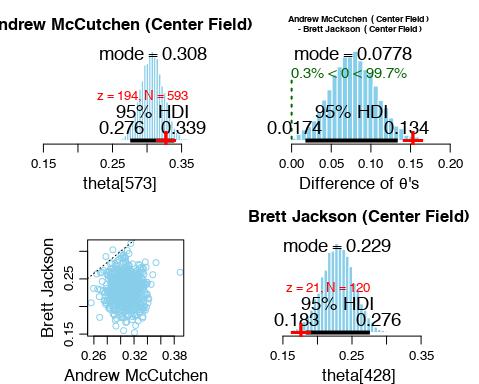 ndrew McCutchen (Center Field)
mode = 0.308
z = 194, N = 593
95% HDI
0.276 0.339
0.15 0.25 0.35
theta[573]
Andrew McCutchen ( Center Field )
- Brett Jackson ( Center Field )
mode = 0.0778
0.3% < 0 < 99.7%
95% HDI
0.0174 0.134
0.00 0.05 0.10 0.15 0.20
Difference of θ's
Brett Jackson
0.15 0.25
0.26 0.32 0.38
Andrew McCutchen
Brett Jackson (Center Field)
mode = 0.229
z = 21, N = 120
95% HDI
0.183 0.276
0.15 0.25 0.35
theta[428]